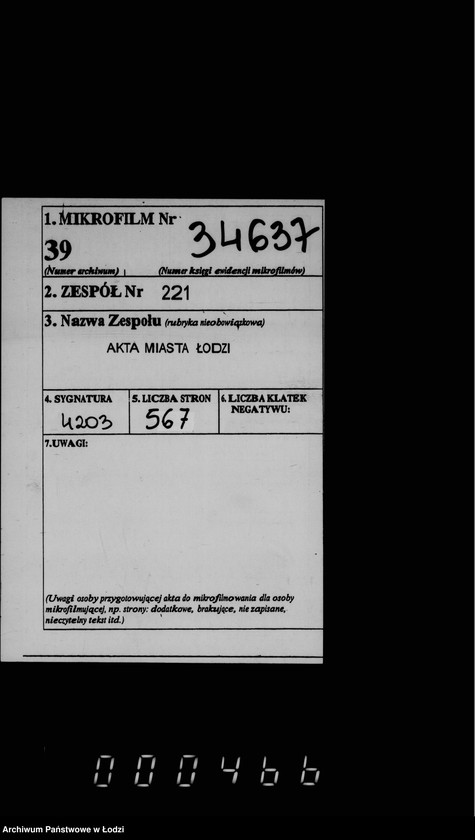 1. MIKROFILM Nr
34637
39
(Numer archiwum) (Numer księgi ewidencji mikrofilmów)
2. ZESPÓŁ Nr 221
3. Nazwa Zespołu (rubryka nieobowiązkowa)
AKTA MIASTA ŁODZI
4. SYGNATURA 5. LICZBA STRON 6. LICZBA KLATEK
NEGATYWU:
4203 567
7.UWAGI:
(Uwagi osoby przygotowującej akta do mikrofilmowania dla osoby
mikrofilmującej, np. strony: dodatkowe, brakujące, nie zapisane,
nieczytelny tekst itd.)
000466
Archiwum Państwowe w Łodzi